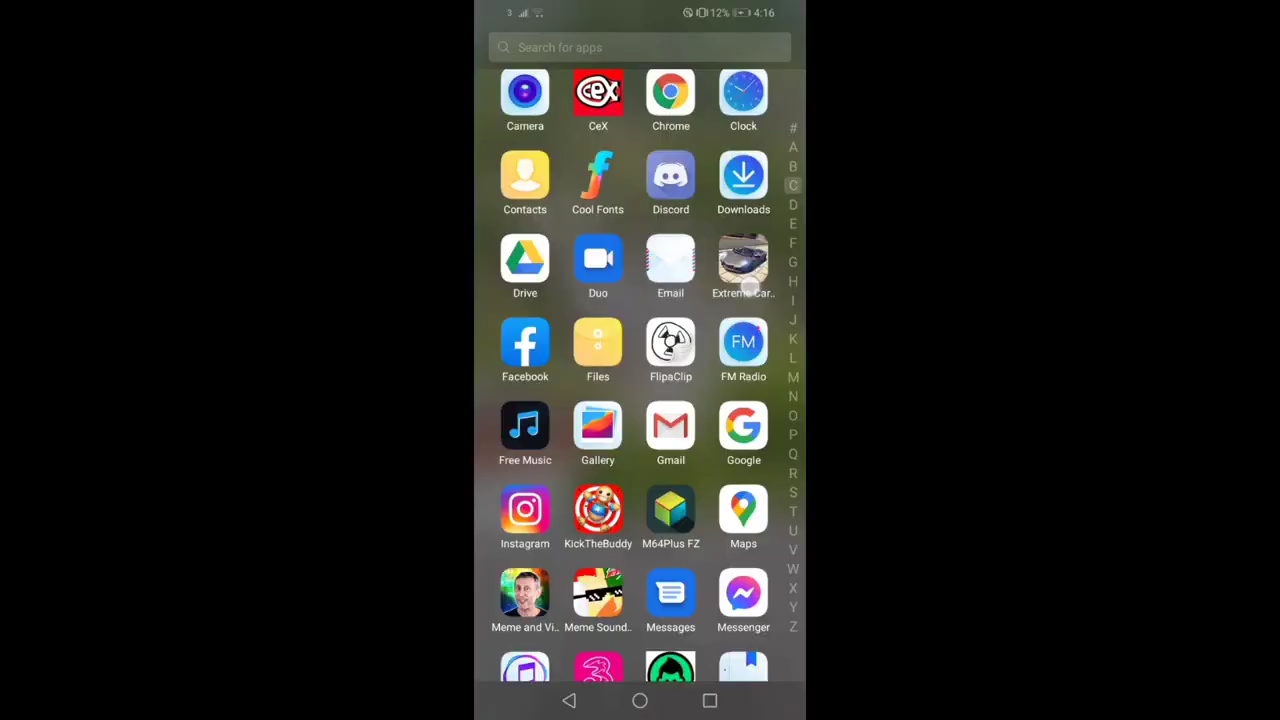 3 12% 4:16
Search for apps
cex
Camera CeX Chrome Clock
Contacts Cool Fonts Discord Downloads
Drive Duo Email Extreme Car..
FM
Facebook Files FlipaClip FM Radio
Free Music Gallery Gmail Google
Instagram KickTheBuddy M64Plus FZ Maps
Meme and Vi.. Meme Sound.. Messages Messenger
#
A
B
C
D
E
F
G
H
I
J
K
L
M
N
O
P
Q
R
S
T
U
V
W
X
Y
Z